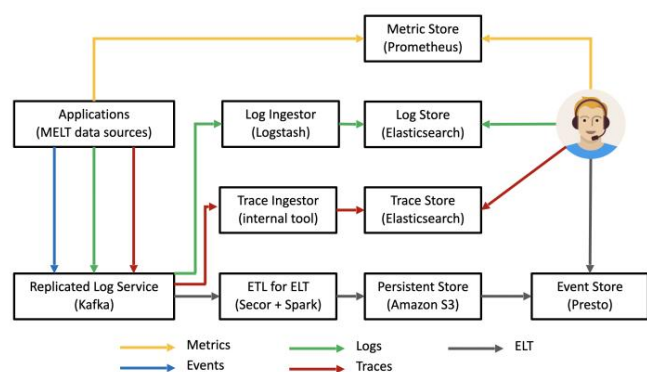 Metric Store
(Prometheus)
Applications
(MELT data sources)
Log Ingestor
(Logstash)
Log Store
(Elasticsearch)
Trace Ingestor
(internal tool)
Trace Store
(Elasticsearch)
Replicated Log Service
(Kafka)
ETL for ELT
(Secor + Spark)
Persistent Store
(Amazon S3)
Event Store
(Presto)
Metrics
Logs
ELT
Events
Traces